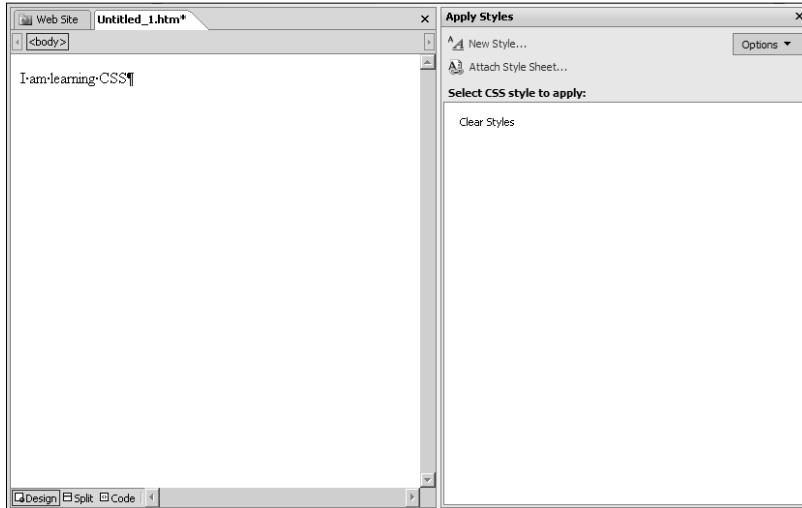 Web Site
Untitled_1.htm*
<body>
I·am·learning·CSS¶
Design Split Code
Apply Styles
New Style...
Options
Attach Style Sheet...
Select CSS style to apply:
Clear Styles